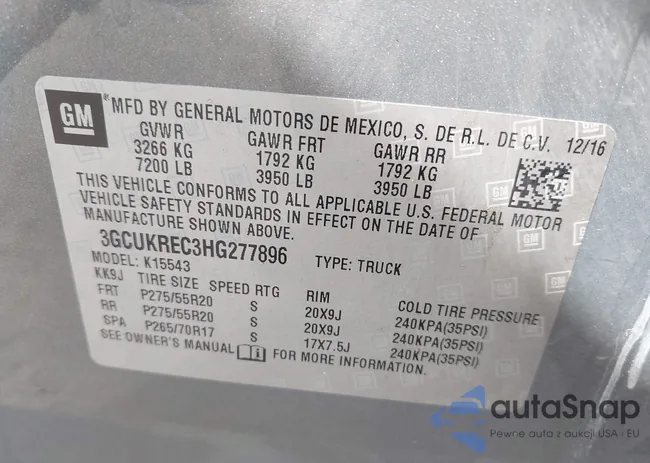 GM MFD BY GENERAL MOTORS DE MEXICO, S. DE R.L. DE C.V. 12/16
GVWR GAWR FRT GAWR RR
3266 KG 1792 KG 1792 KG
7200 LB 3950 LB 3950 LB
THIS VEHICLE CONFORMS TO ALL APPLICABLE U.S. FEDERAL MOTOR
VEHICLE SAFETY STANDARDS IN EFFECT ON THE DATE OF
MANUFACTURE SHOWN ABOVE.
3GCUKREC3HG277896 TYPE: TRUCK
MODEL: K15543
KK9J TIRE SIZE SPEED RTG RIM COLD TIRE PRESSURE
FRT P275/55R20 S 20X9J 240KPA(35PSI)
RR P275/55R20 S 20X9J 240KPA(35PSI)
SPA P265/70R17 S 17X7.5J 240KPA(35PSI)
SEE OWNER'S MANUAL i FOR MORE INFORMATION.
autaSnap
Pewne auta z aukcji USA i EU